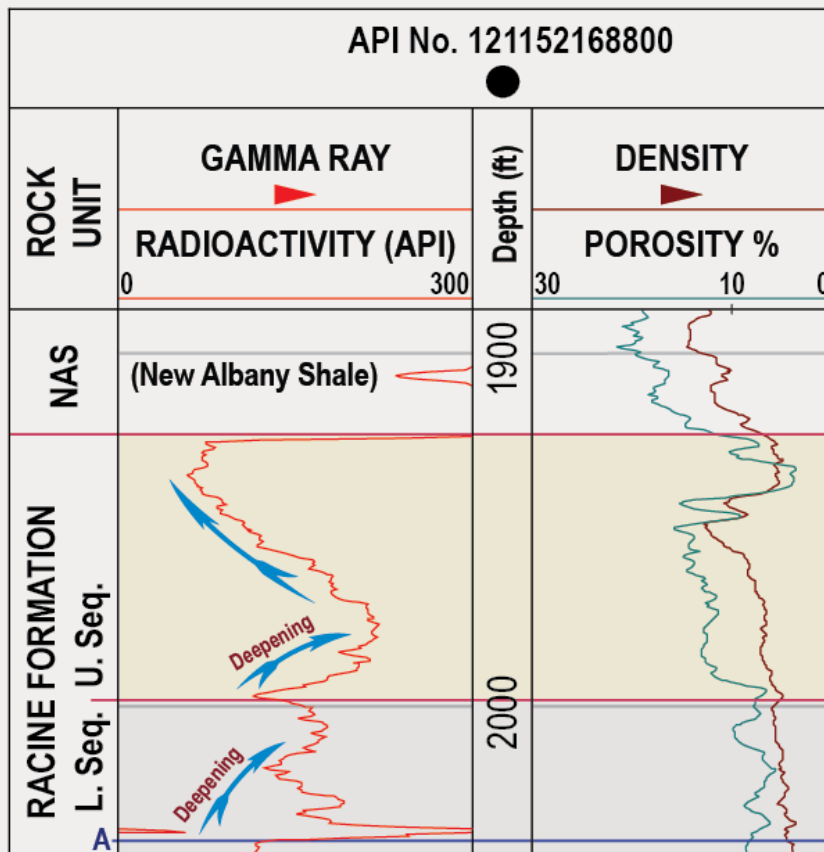 API No. 121152168800
ROCK
UNIT
GAMMA RAY
RADIOACTIVITY (API)
0 300
Depth (ft)
DENSITY
POROSITY %
30 10 0
NAS
(New Albany Shale)
1900
RACINE FORMATION
U. Seq.
Deepening
2000
L. Seq.
Deepening
A